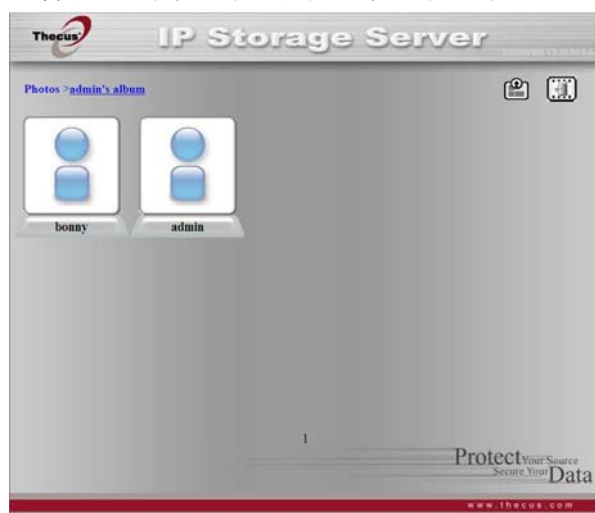 Thecus
IP Storage Server
Photos >admin's album
bonny
admin
1
Protect Your Source
Secure Your Data
www.thecus.com